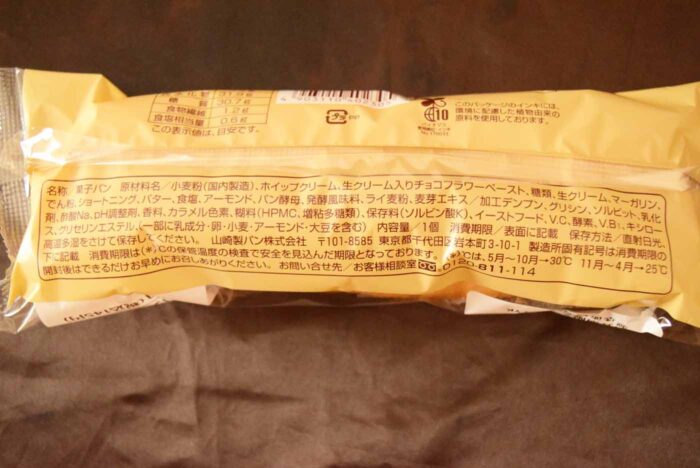 糖質 30.7g
食物繊維 1.2g
食塩相当量 0.6g
この表示値は、目安です。
PP
このパッケージのインキには、
環境に配慮した植物由来の
原料を使用しております。
名称／菓子パン 原材料名／小麦粉(国内製造)、ホイップクリーム、生クリーム入りチョコフラワーペースト、糖類、生クリーム、マーガリン、
でん粉、ショートニング、バター、食塩、アーモンド、パン酵母、発酵風味料、ライ麦粉、麦芽エキス／加工デンプン、グリシン、ソルビット、乳化
剤、酢酸Na、pH調整剤、香料、カラメル色素、糊料(HPMC、増粘多糖類)、保存料(ソルビン酸K)、イーストフード、V.C、酵素、V.B₁、キシロー
ス、グリセリンエステル、(一部に乳成分・卵・小麦・アーモンド・大豆を含む) 内容量／1個 消費期限／表面に記載 保存方法／直射日光、
高温多湿をさけて保存してください。 山崎製パン株式会社 〒101-8585 東京都千代田区岩本町3-10-1 製造所固有記号は消費期限の
下に記載 消費期限は(※)℃の保管温度の検査で安全を見込んだ期限となっております。(※)℃は、5月〜10月→30℃ 11月〜4月→25℃
開封後はできるだけお早めにお召しあがりください。 お問い合せ先／お客様相談室 0120-811-114